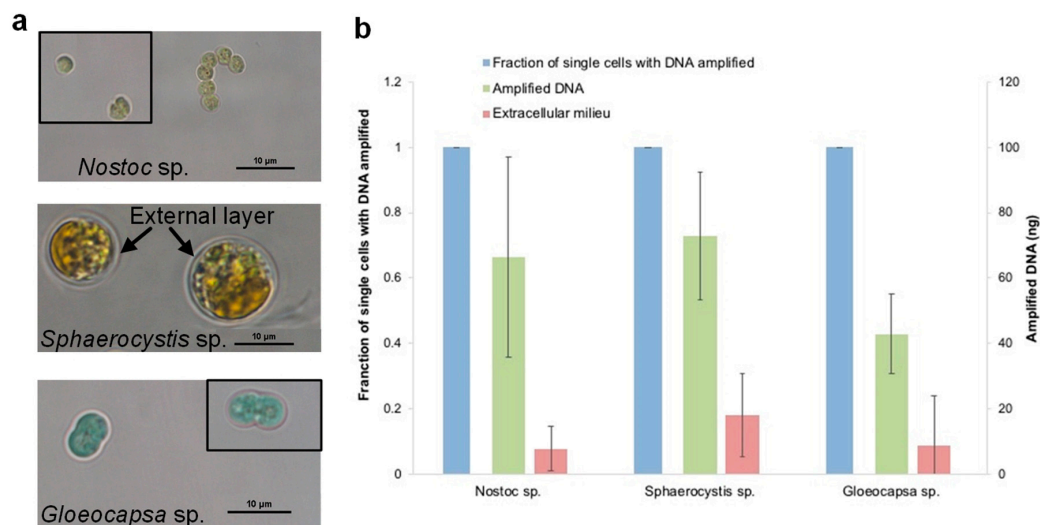 a
Nostoc sp.
10 µm
External layer
Sphaerocystis sp.
10 µm
Gloeocapsa sp.
10 µm
b
Fraction of single cells with DNA amplified
Amplified DNA
Extracellular milieu
Franction of single cells with DNA amplified
1.2
1
0.8
0.6
0.4
0.2
0
120
100
80
60
40
20
0
Amplified DNA (ng)
Nostoc sp.
Sphaerocystis sp.
Gloeocapsa sp.